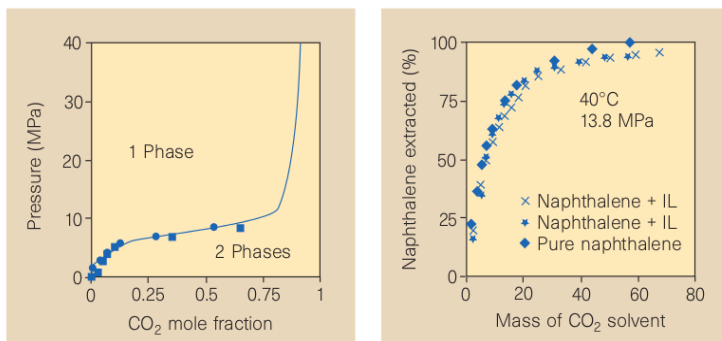 Pressure (MPa)
40
30
20
10
0
1 Phase
2 Phases
0
0.25
0.5
0.75
1
CO2 mole fraction
Naphthalene extracted (%)
100
75
50
25
0
40°C
13.8 MPa
Naphthalene + IL
Naphthalene + IL
Pure naphthalene
0
20
40
60
80
Mass of CO2 solvent